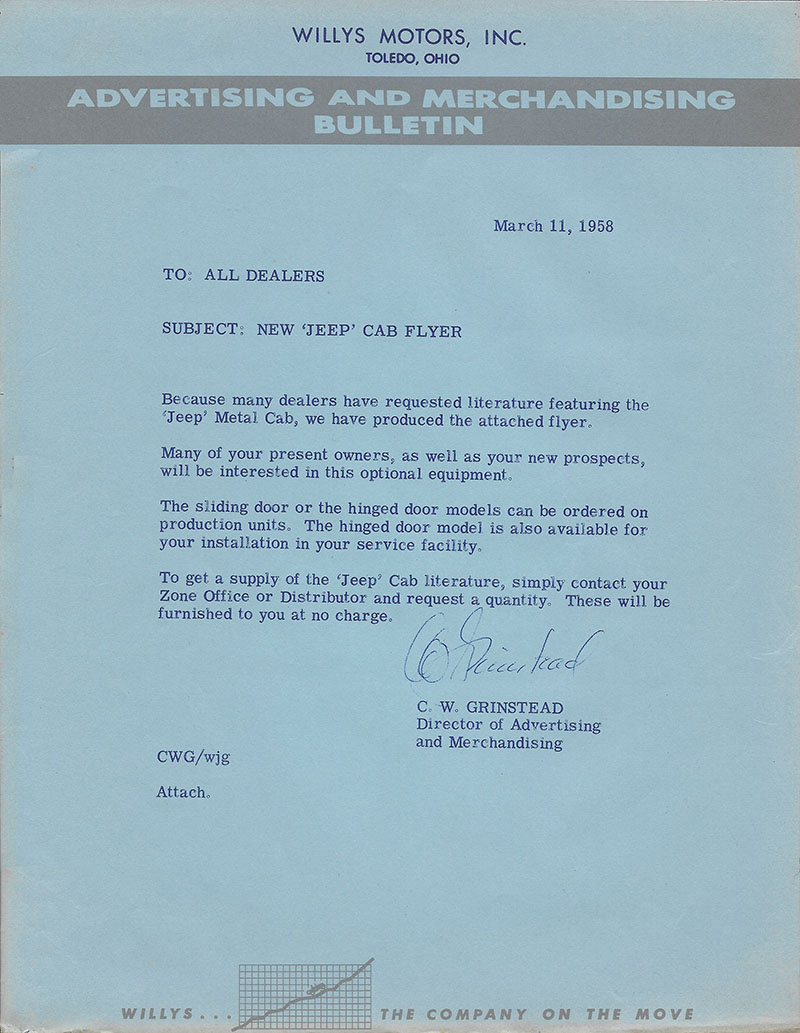 WILLYS MOTORS, INC.
TOLEDO, OHIO
ADVERTISING AND MERCHANDISING
BULLETIN
March 11, 1958
TO: ALL DEALERS
SUBJECT: NEW ‘JEEP’ CAB FLYER
Because many dealers have requested literature featuring the
‘Jeep’ Metal Cab, we have produced the attached flyer.
Many of your present owners, as well as your new prospects,
will be interested in this optional equipment.
The sliding door or the hinged door models can be ordered on
production units. The hinged door model is also available for
your installation in your service facility.
To get a supply of the ‘Jeep’ Cab literature, simply contact your
Zone Office or Distributor and request a quantity. These will be
furnished to you at no charge.
CW Grinstead
C. W. GRINSTEAD
Director of Advertising
and Merchandising
CWG/wjg
Attach.
WILLYS... THE COMPANY ON THE MOVE